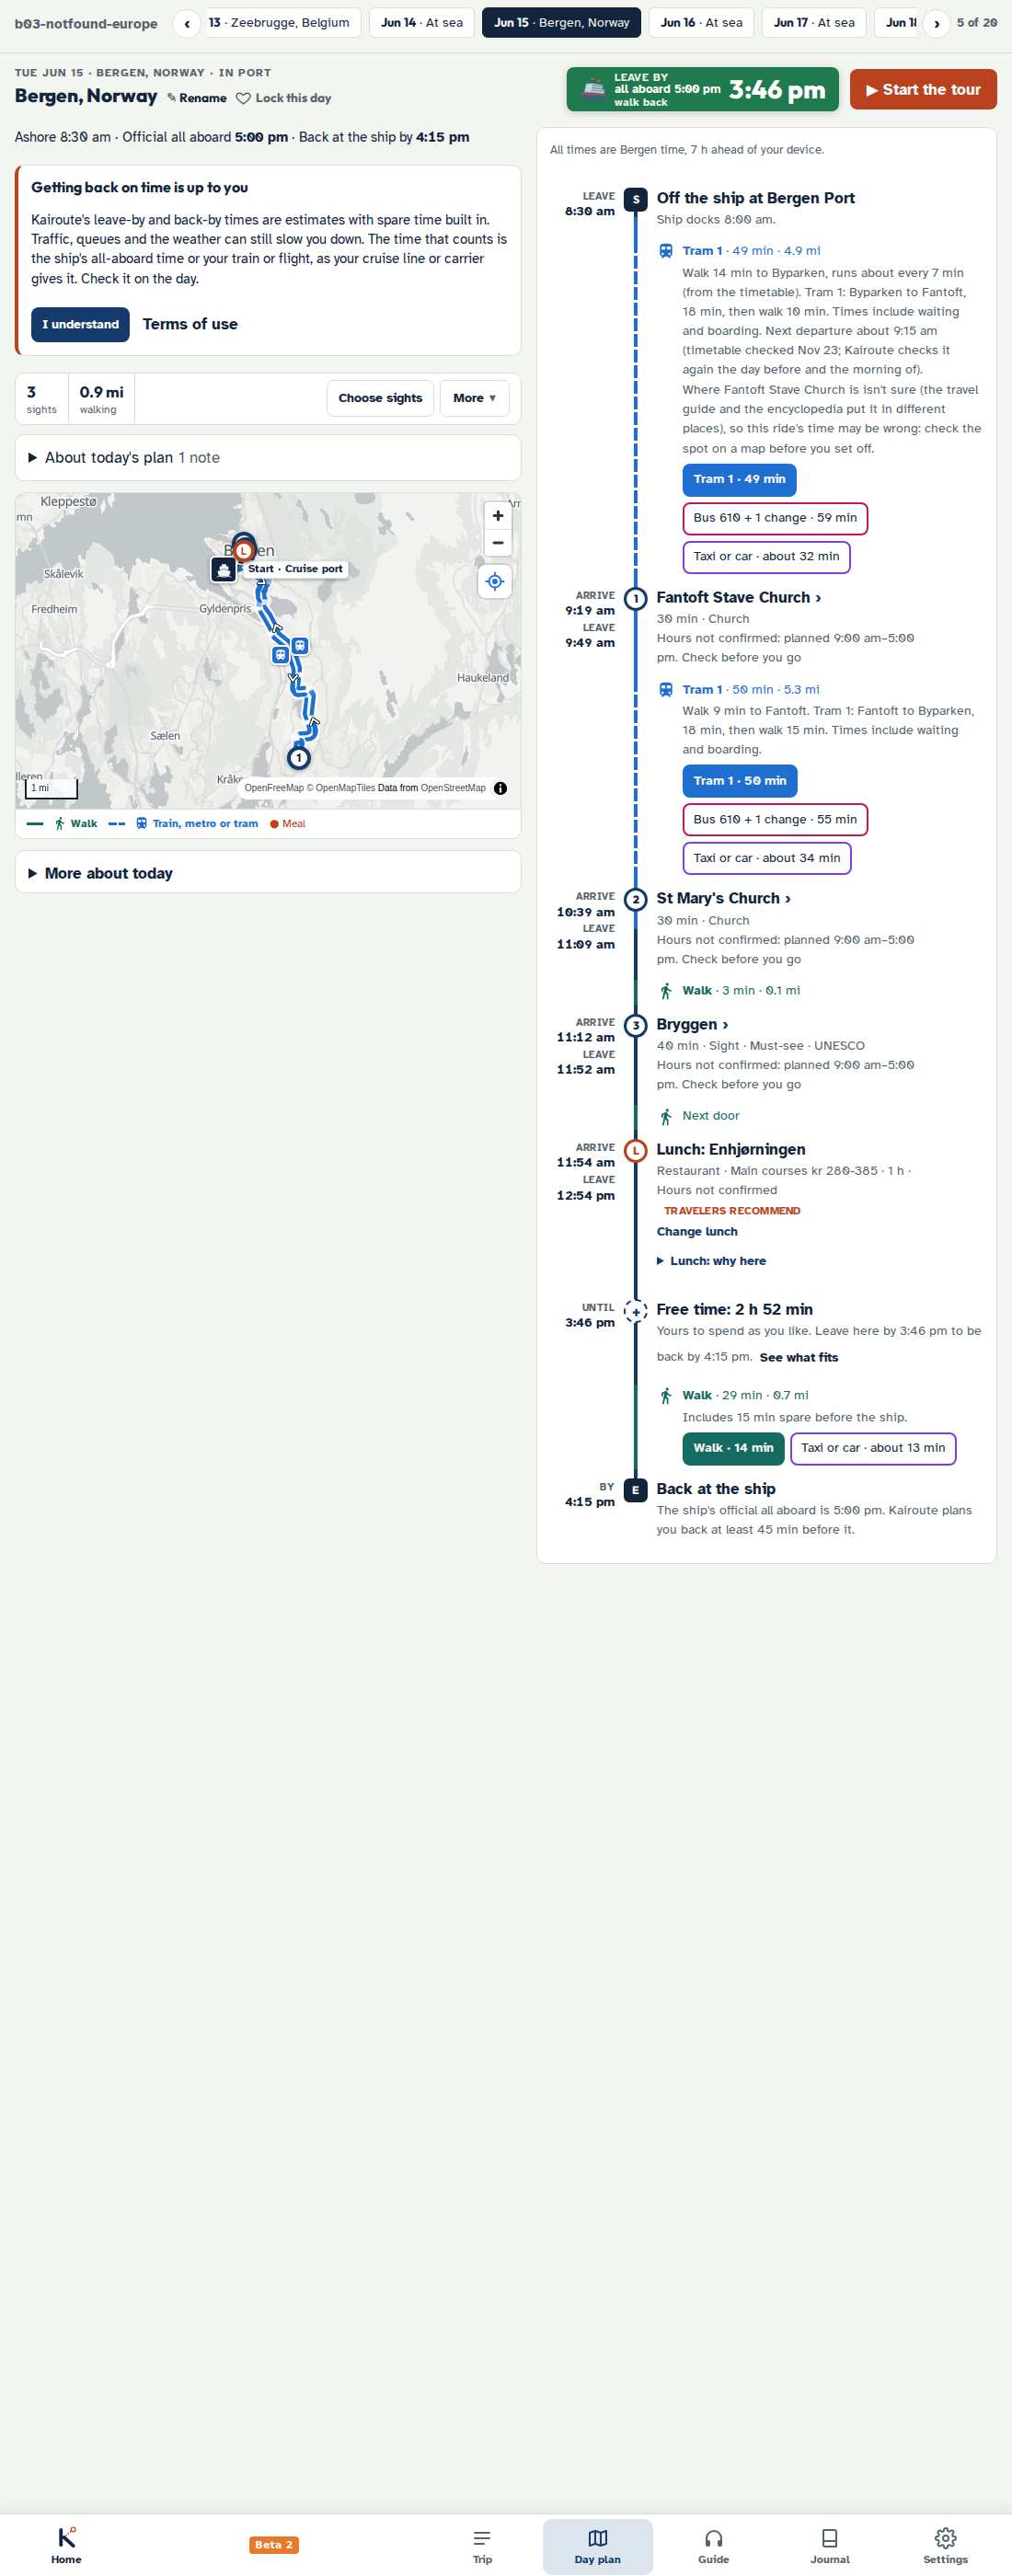 b03-notfound-europe
‹
13 · Zeebrugge, Belgium
Jun 14 · At sea
Jun 15 · Bergen, Norway
Jun 16 · At sea
Jun 17 · At sea
Jun 18
›
5 of 20
TUE JUN 15 · BERGEN, NORWAY · IN PORT
Bergen, Norway
✎ Rename
Lock this day
LEAVE BY
all aboard 5:00 pm
walk back
3:46 pm
▶ Start the tour
Ashore 8:30 am · Official all aboard 5:00 pm · Back at the ship by 4:15 pm
Getting back on time is up to you
Kairoute's leave-by and back-by times are estimates with spare time built in.
Traffic, queues and the weather can still slow you down. The time that counts is
the ship's all-aboard time or your train or flight, as your cruise line or carrier
gives it. Check it on the day.
I understand
Terms of use
3
sights
0.9 mi
walking
Choose sights
More ▼
▶ About today's plan 1 note
Kleppestø
mn
Skålevik
Fredheim
Gyldenpris
B
en
L
Start · Cruise port
Haukeland
Sælen
lleren
Kråke
1
Arr
+
−
1 mi
OpenFreeMap © OpenMapTiles Data from OpenStreetMap
Walk
Train, metro or tram
Meal
▶ More about today
All times are Bergen time, 7 h ahead of your device.
LEAVE
8:30 am
S
Off the ship at Bergen Port
Ship docks 8:00 am.
Tram 1 · 49 min · 4.9 mi
Walk 14 min to Byparken, runs about every 7 min
(from the timetable). Tram 1: Byparken to Fantoft,
18 min, then walk 10 min. Times include waiting
and boarding. Next departure about 9:15 am
(timetable checked Nov 23; Kairoute checks it
again the day before and the morning of).
Where Fantoft Stave Church is isn't sure (the travel
guide and the encyclopedia put it in different
places), so this ride's time may be wrong: check the
spot on a map before you set off.
Tram 1 · 49 min
Bus 610 + 1 change · 59 min
Taxi or car · about 32 min
ARRIVE
9:19 am
LEAVE
9:49 am
1
Fantoft Stave Church ›
30 min · Church
Hours not confirmed: planned 9:00 am–5:00
pm. Check before you go
Tram 1 · 50 min · 5.3 mi
Walk 9 min to Fantoft. Tram 1: Fantoft to Byparken,
18 min, then walk 15 min. Times include waiting
and boarding.
Tram 1 · 50 min
Bus 610 + 1 change · 55 min
Taxi or car · about 34 min
ARRIVE
10:39 am
LEAVE
11:09 am
2
St Mary's Church ›
30 min · Church
Hours not confirmed: planned 9:00 am–5:00
pm. Check before you go
Walk · 3 min · 0.1 mi
ARRIVE
11:12 am
LEAVE
11:52 am
3
Bryggen ›
40 min · Sight · Must-see · UNESCO
Hours not confirmed: planned 9:00 am–5:00
pm. Check before you go
Next door
ARRIVE
11:54 am
LEAVE
12:54 pm
L
Lunch: Enhjørningen
Restaurant · Main courses kr 280-385 · 1 h ·
Hours not confirmed
TRAVELERS RECOMMEND
Change lunch
▶ Lunch: why here
UNTIL
3:46 pm
+
Free time: 2 h 52 min
Yours to spend as you like. Leave here by 3:46 pm to be
back by 4:15 pm. See what fits
Walk · 29 min · 0.7 mi
Includes 15 min spare before the ship.
Walk · 14 min
Taxi or car · about 13 min
BY
4:15 pm
E
Back at the ship
The ship's official all aboard is 5:00 pm. Kairoute plans
you back at least 45 min before it.
Home
Beta 2
Trip
Day plan
Guide
Journal
Settings